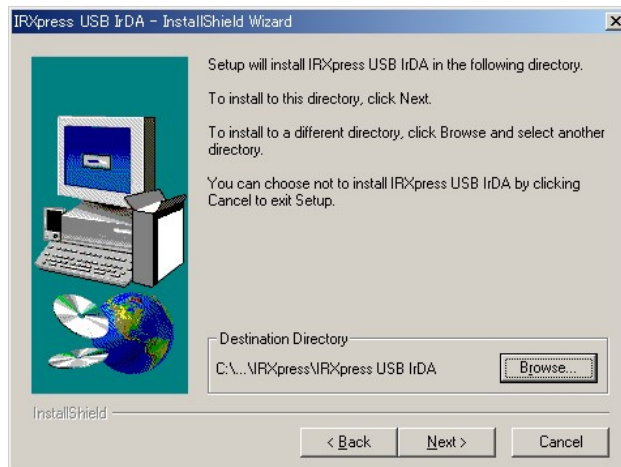 IRXpress USB IrDA - InstallShield Wizard
Setup will install IRXpress USB IrDA in the following directory.
To install to this directory, click Next.
To install to a different directory, click Browse and select another
directory.
You can choose not to install IRXpress USB IrDA by clicking
Cancel to exit Setup.
Destination Directory
C:\...\IRXpress\IRXpress USB IrDA
Browse...
InstallShield
< Back
Next >
Cancel